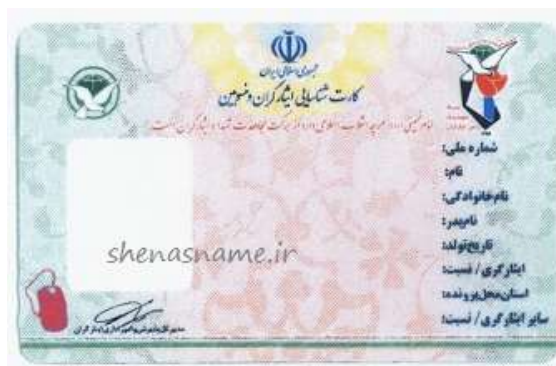 جمهوری اسلامی ایران
کارت شناسایی ایثارگران و خسومین
شماره ملی:
نام:
نام خانوادگی:
نام پدر:
تاریخ تولد:
ایثارگری / نسبت:
استان محل پرونده:
سایر ایثارگری / نسبت:
shenasname.ir